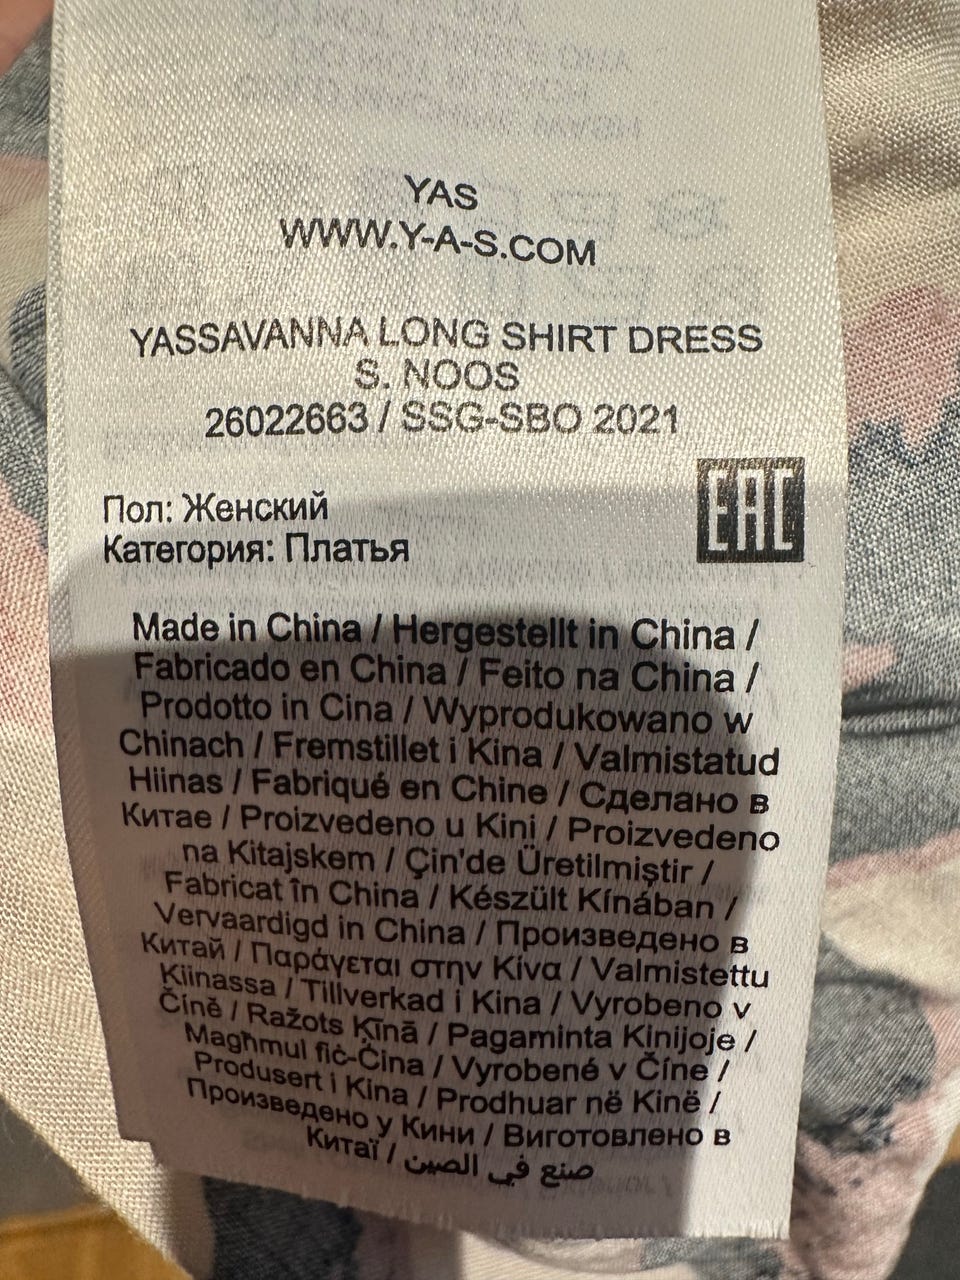 YAS
WWW.Y-A-S.COM
YASSAVANNA LONG SHIRT DRESS
S. NOOS
26022663 / SSG-SBO 2021
Пол: Женский
Категория: Платья
EAC
Made in China / Hergestellt in China /
Fabricado en China / Feito na China /
Prodotto in Cina / Wyprodukowano w
Chinach / Fremstillet i Kina / Valmistatud
Hiinas / Fabriqué en Chine / Сделано в
Китае / Proizvedeno u Kini / Proizvedeno
na Kitajskem / Çin'de Üretilmiştir /
Fabricat în China / Készült Kínában /
Vervaardigd in China / Произведено в
Китай / Παράγεται στην Κίνα / Valmistettu
Kiinassa / Tillverkad i Kina / Vyrobeno v
Číně / Ražots Ķīnā / Pagaminta Kinijoje /
Magħmul fiċ-Ċina / Vyrobené v Číne /
Produsert i Kina / Prodhuar në Kinë /
Произведено у Кини / Виготовлено в
Китаї / صنع في الصين